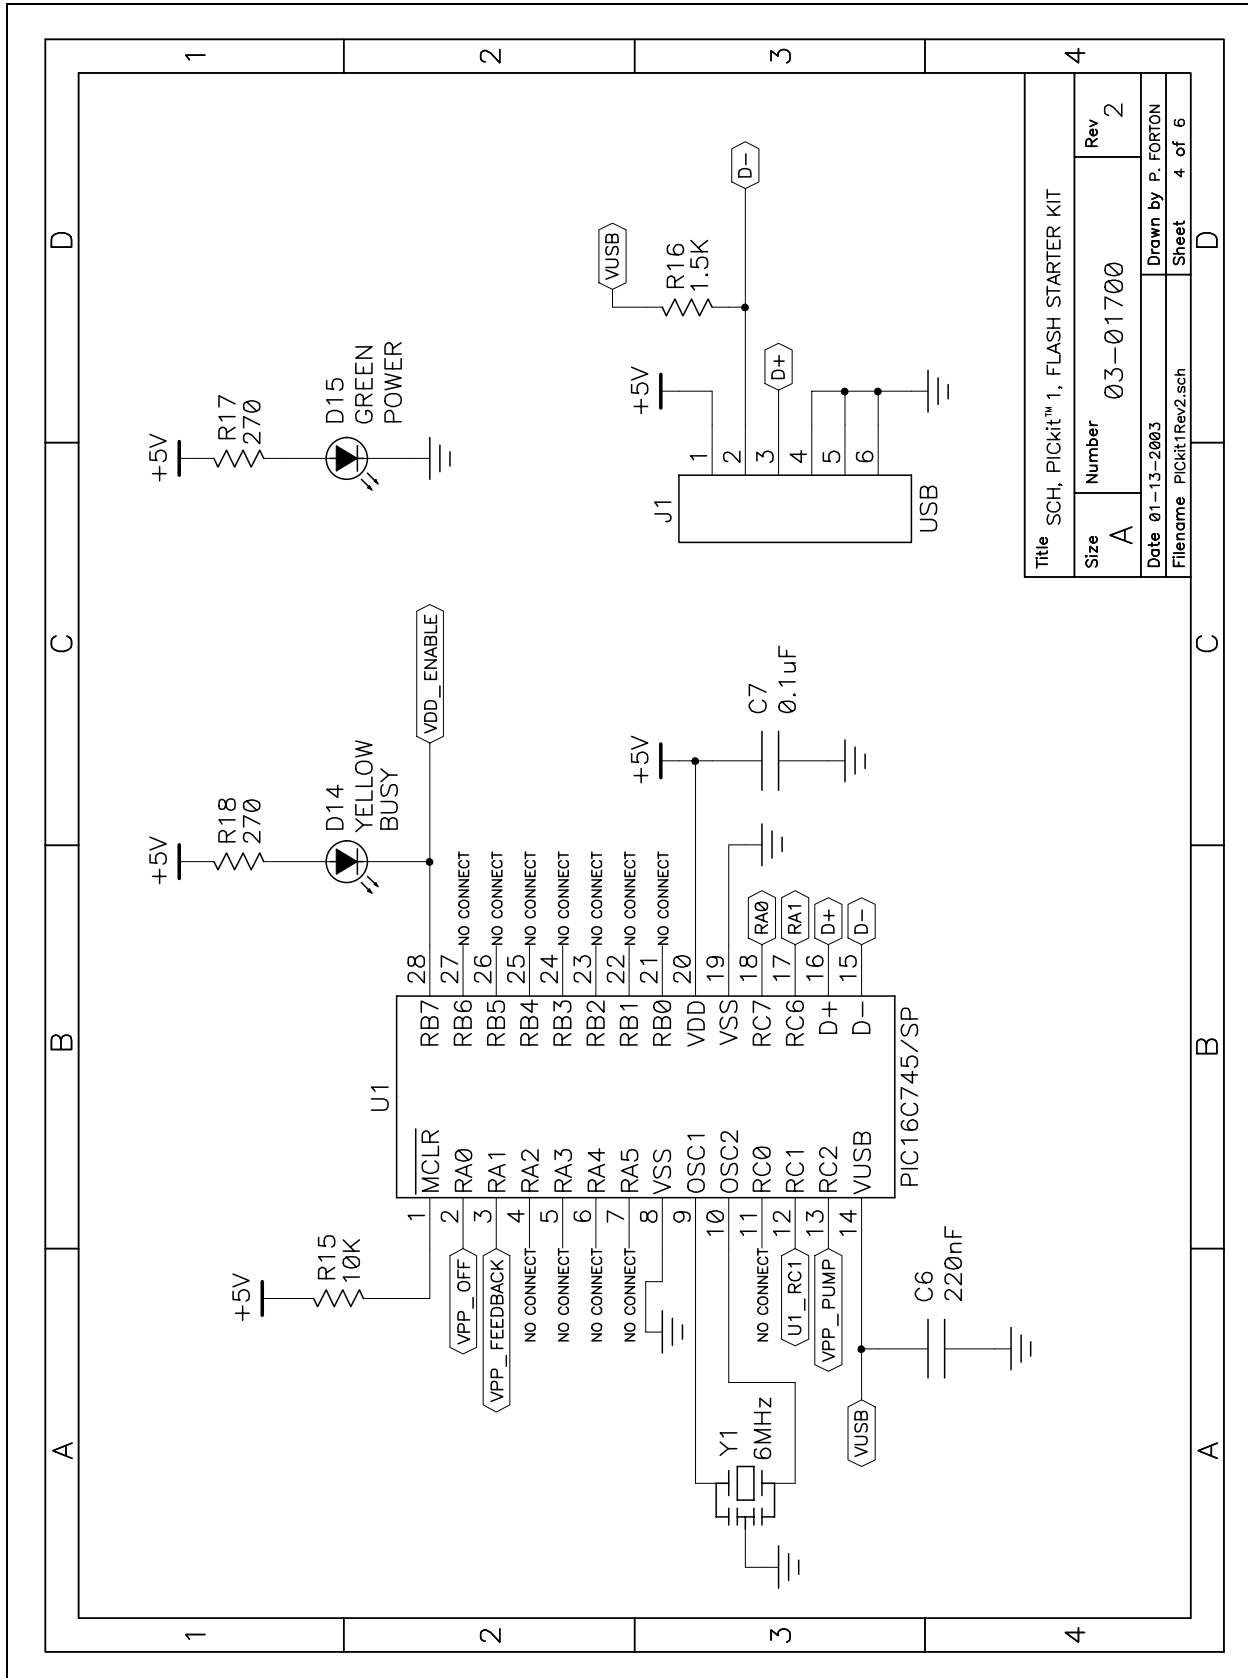 A
B
C
D
1
2
3
4
+5V
R15
10K
+5V
R18
270
D14
YELLOW
BUSY
+5V
R17
270
D15
GREEN
POWER
VDD_ENABLE
U1
1
MCLR
VPP_OFF
2
RA0
VPP_FEEDBACK
3
RA1
NO CONNECT
4
RA2
NO CONNECT
5
RA3
NO CONNECT
6
RA4
NO CONNECT
7
RA5
8
VSS
9
OSC1
10
OSC2
NO CONNECT
11
RC0
U1_RC1
12
RC1
VPP_PUMP
13
RC2
VUSB
14
VUSB
RB7
28
RB6
27
NO CONNECT
RB5
26
NO CONNECT
RB4
25
NO CONNECT
RB3
24
NO CONNECT
RB2
23
NO CONNECT
RB1
22
NO CONNECT
RB0
21
NO CONNECT
VDD
20
VSS
19
RC7
18
RA0
RC6
17
RA1
D+
16
D+
D-
15
D-
PIC16C745/SP
Y1
6MHz
C6
220nF
+5V
C7
0.1uF
J1
1
2
3
4
5
6
USB
+5V
D+
VUSB
R16
1.5K
D-
Title SCH, PICkit™ 1, FLASH STARTER KIT
Size A
Number 03-01700
Rev 2
Date 01-13-2003
Drawn by P. FORTON
Filename PICkit1Rev2.sch
Sheet 4 of 6
1
2
3
4
A
B
C
D